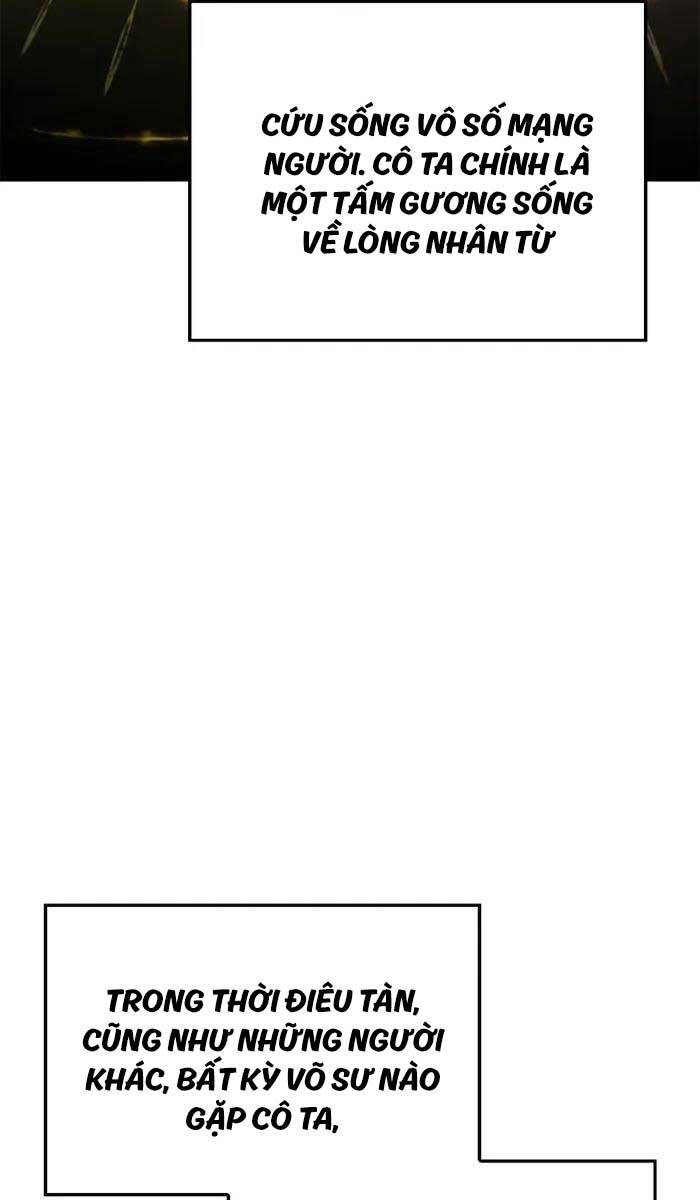 CỨU SỐNG VÔ SỐ MẠNG
NGƯỜI. CÔ TA CHÍNH LÀ
MỘT TẤM GƯƠNG SỐNG
VỀ LÒNG NHÂN TỪ
TRONG THỜI ĐIÊU TÀN,
CŨNG NHƯ NHỮNG NGƯỜI
KHÁC, BẤT KỲ VÕ SƯ NÀO
GẶP CÔ TA,